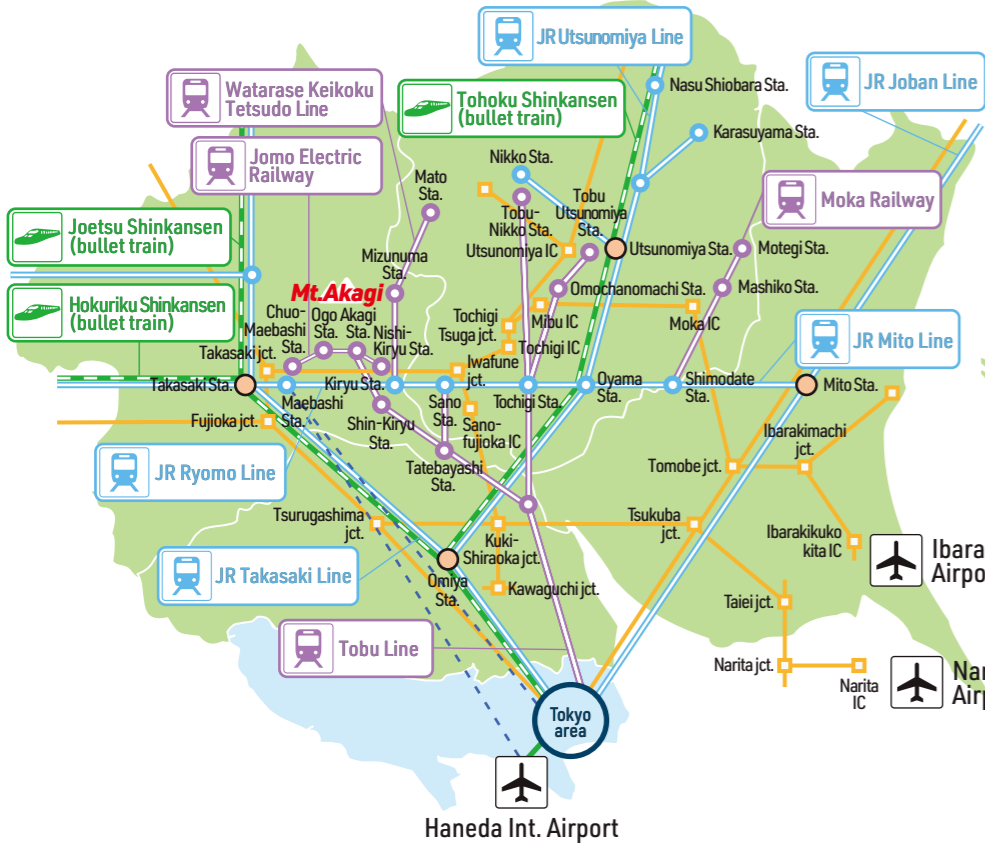 JR Utsunomiya Line
JR Joban Line
Watarase Keikoku
Tetsudo Line
Tohoku Shinkansen
(bullet train)
Nasu Shiobara Sta.
Karasuyama Sta.
Jomo Electric
Railway
Nikko Sta.
Mato
Sta.
Moka Railway
Tobu-
Nikko Sta.
Tobu
Utsunomiya
Sta.
Joetsu Shinkansen
(bullet train)
Utsunomiya IC
Utsunomiya Sta.
Motegi Sta.
Mizunuma
Sta.
Mt.Akagi
Omochanomachi Sta.
Mashiko Sta.
Hokuriku Shinkansen
(bullet train)
Chuo-
Maebashi
Sta.
Ogo
Sta.
Akagi
Sta.
Nishi-
Kiryu Sta.
Tochigi
Tsuga jct.
Mibu IC
Moka IC
Tochigi IC
JR Mito Line
Takasaki jct.
Iwafune
jct.
Takasaki Sta.
Kiryu Sta.
Oyama
Sta.
Shimodate
Sta.
Mito Sta.
Maebashi
Sta.
Sano
Sta.
Tochigi Sta.
Fujioka jct.
Shin-Kiryu
Sta.
Sano-
fujioka IC
Ibarakimachi
jct.
JR Ryomo Line
Tatebayashi
Sta.
Tomobe jct.
Tsurugashima
jct.
Tsukuba
jct.
Kuki-
Shiraoka jct.
Ibarakikuko
kita IC
Ibara
Airpo
JR Takasaki Line
Omiya
Sta.
Kawaguchi jct.
Taiei jct.
Tobu Line
Narita jct.
Narita
IC
Nar
Airp
Tokyo
area
Haneda Int. Airport